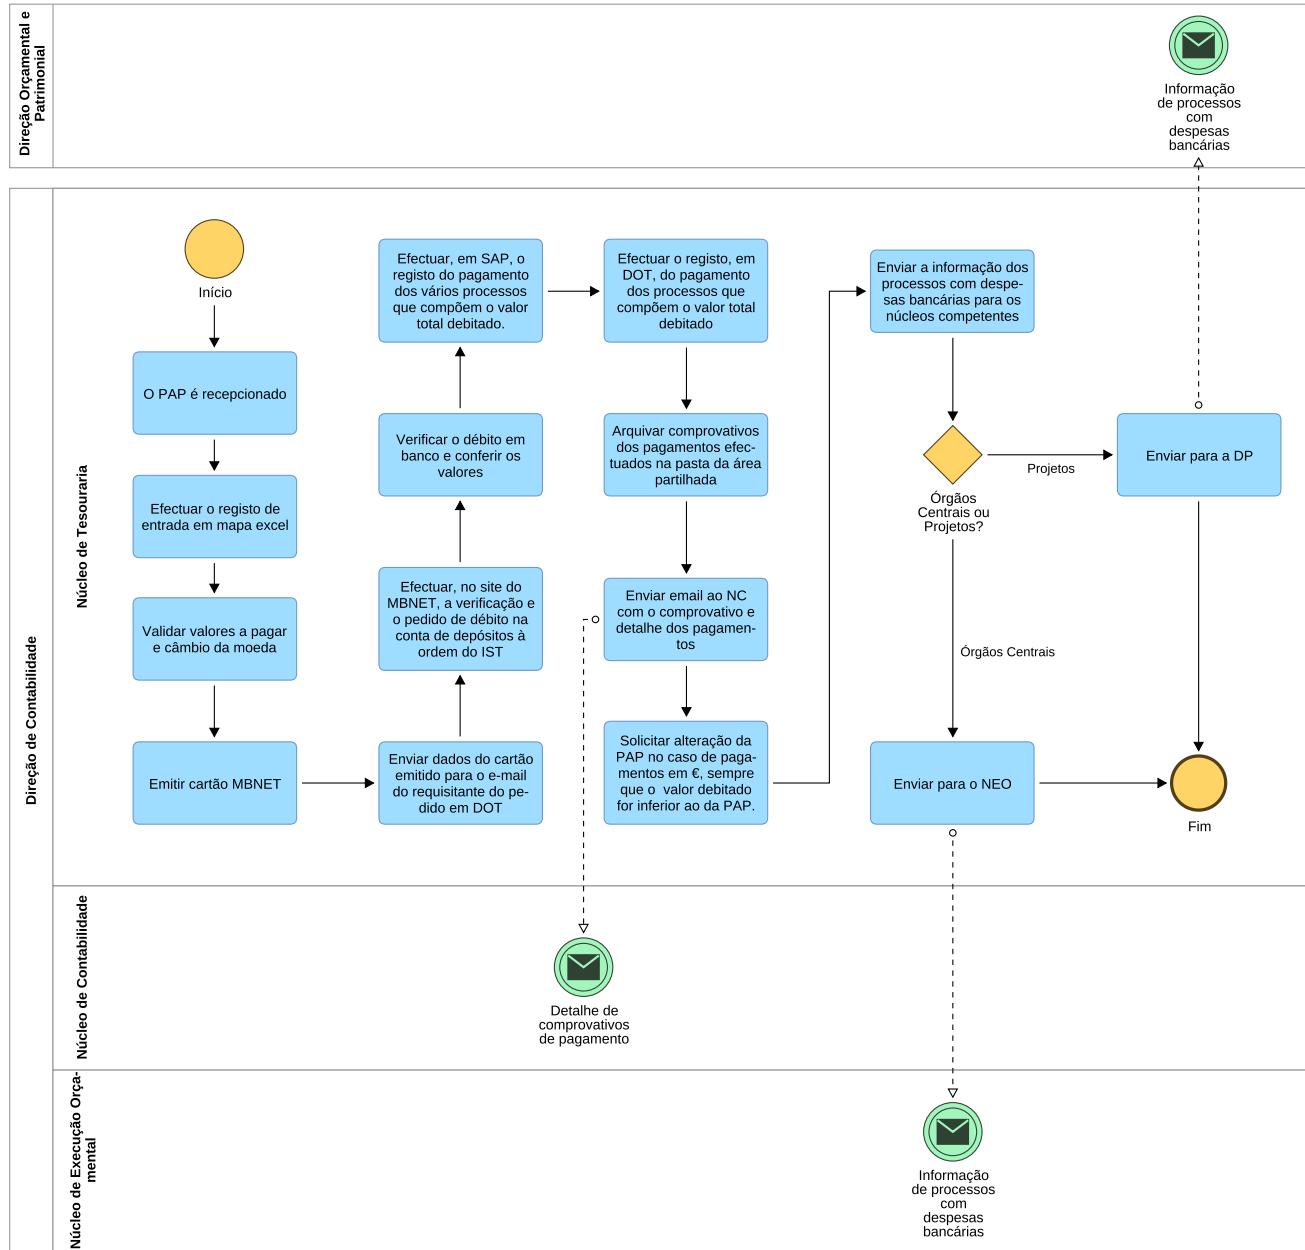 Direção Orçamental e
Patrimonial
Informação
de processos
com
despesas
bancárias
Direção de Contabilidade
Núcleo de Tesouraria
Início
O PAP é recepcionado
Efectuar o registo de
entrada em mapa excel
Validar valores a pagar
e câmbio da moeda
Emitir cartão MBNET
Enviar dados do cartão
emitido para o e-mail
do requisitante do pe-
dido em DOT
Efectuar, no site do
MBNET, a verificação e
o pedido de débito na
conta de depósitos à
ordem do IST
Verificar o débito em
banco e conferir os
valores
Efectuar, em SAP, o
registo do pagamento
dos vários processos
que compõem o valor
total debitado.
Efectuar o registo, em
DOT, do pagamento
dos processos que
compõem o valor total
debitado
Arquivar comprovativos
dos pagamentos efec-
tuados na pasta da área
partilhada
Enviar email ao NC
com o comprovativo e
detalhe dos pagamen-
tos
Solicitar alteração da
PAP no caso de paga-
mentos em €, sempre
que o  valor debitado
for inferior ao da PAP.
Enviar a informação dos
processos com despe-
sas bancárias para os
núcleos competentes
Órgãos
Centrais ou
Projetos?
Projetos
Enviar para a DP
Órgãos Centrais
Enviar para o NEO
Fim
Núcleo de Contabilidade
Detalhe de
comprovativos
de pagamento
Núcleo de Execução Orça-
mental
Informação
de processos
com
despesas
bancárias